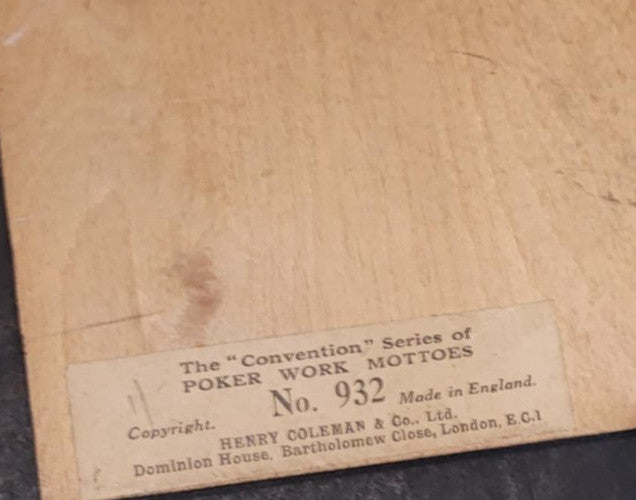 The "Convention" Series of
POKER WORK MOTTOES
No. 932
Copyright. Made in England.
HENRY COLEMAN & Co., Ltd.
Dominion House, Bartholomew Close, London, E.C.1